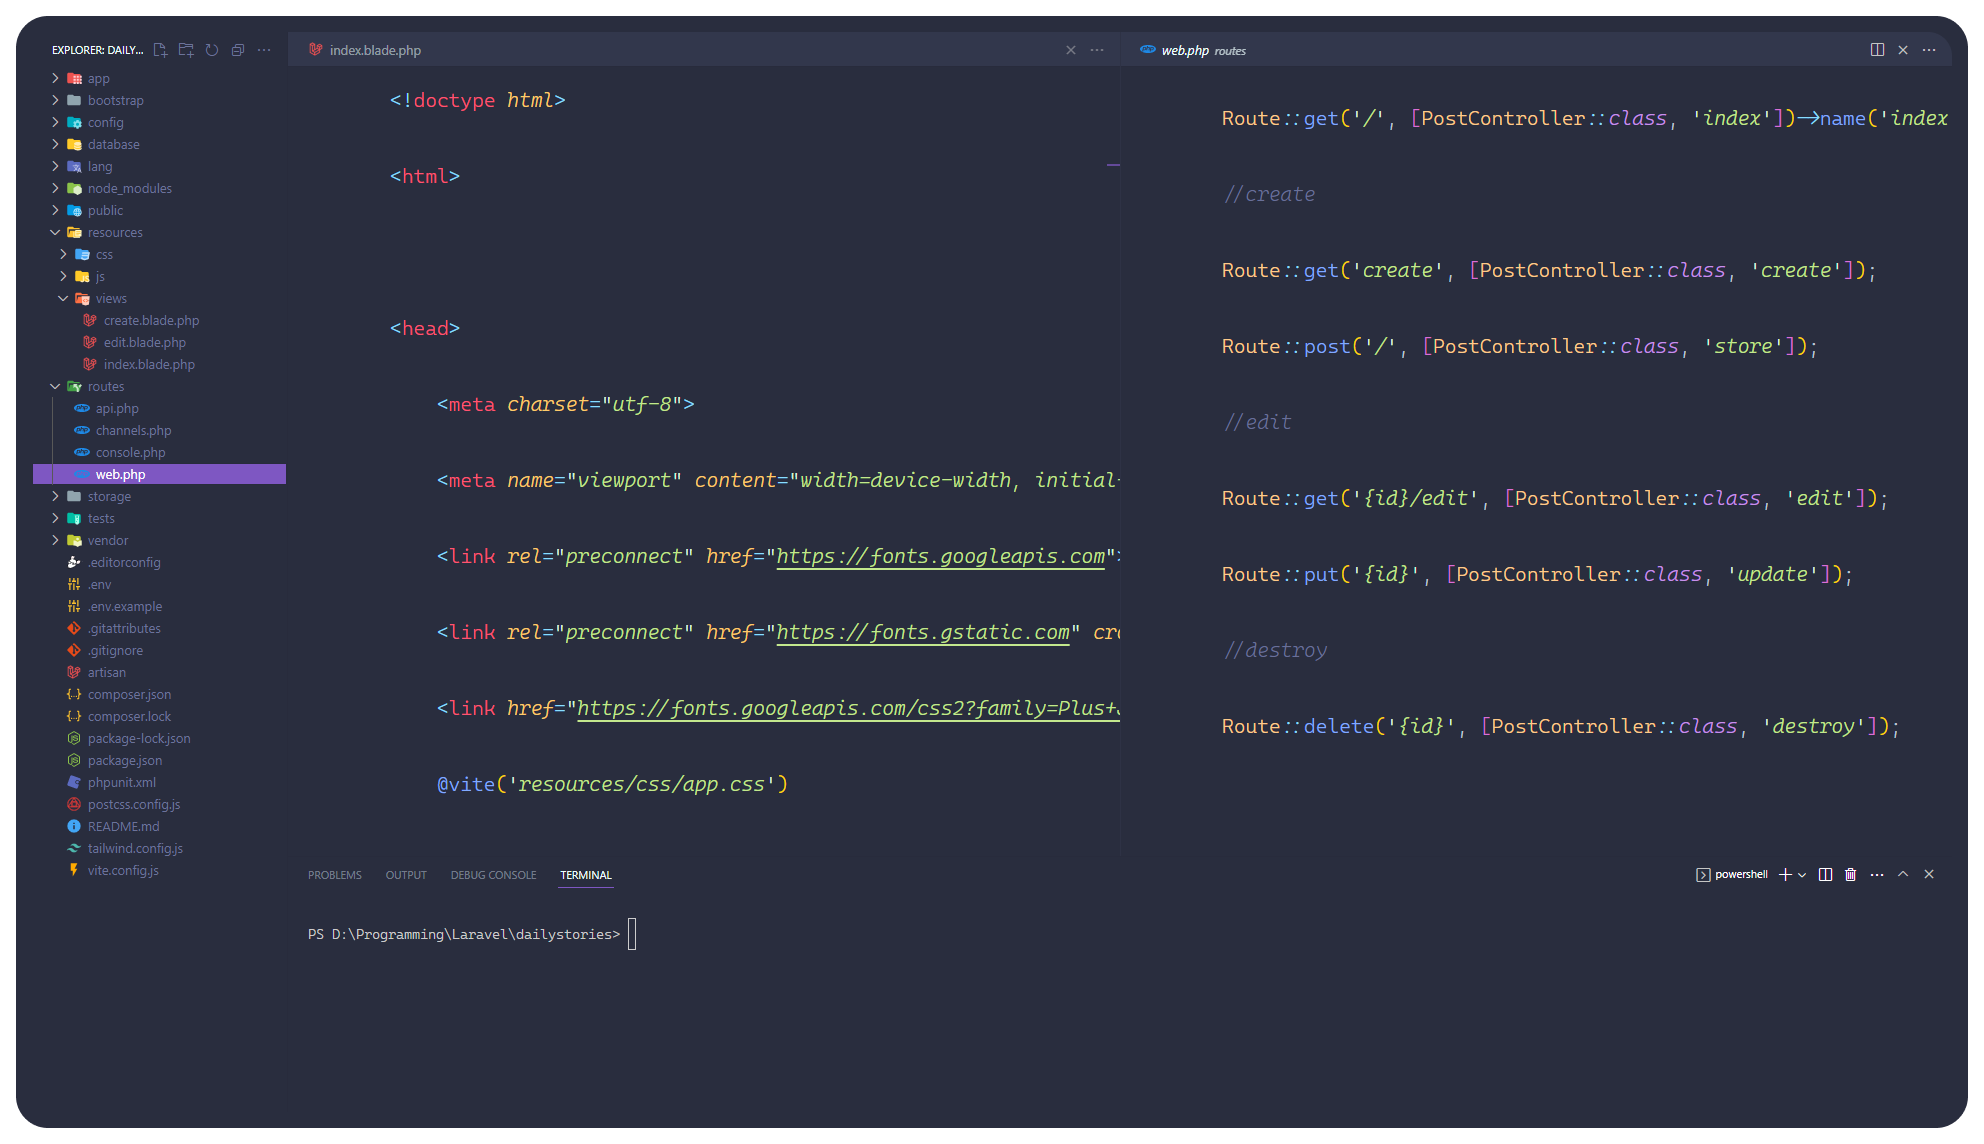 EXPLORER: DAILY...
app
bootstrap
config
database
lang
node_modules
public
resources
css
js
views
create.blade.php
edit.blade.php
index.blade.php
routes
api.php
channels.php
console.php
web.php
storage
tests
vendor
.editorconfig
.env
.env.example
.gitattributes
.gitignore
artisan
composer.json
composer.lock
package-lock.json
package.json
phpunit.xml
postcss.config.js
README.md
tailwind.config.js
vite.config.js
index.blade.php
<!doctype html>
<html>
<head>
<meta charset="utf-8">
<meta name="viewport" content="width=device-width, initial-
<link rel="preconnect" href="https://fonts.googleapis.com">
<link rel="preconnect" href="https://fonts.gstatic.com" cro
<link href="https://fonts.googleapis.com/css2?family=Plus+J
@vite('resources/css/app.css')
web.php routes
Route::get('/', [PostController::class, 'index'])->name('index
//create
Route::get('create', [PostController::class, 'create']);
Route::post('/', [PostController::class, 'store']);
//edit
Route::get('{id}/edit', [PostController::class, 'edit']);
Route::put('{id}', [PostController::class, 'update']);
//destroy
Route::delete('{id}', [PostController::class, 'destroy']);
PROBLEMS OUTPUT DEBUG CONSOLE TERMINAL
powershell
PS D:\Programming\Laravel\dailystories>